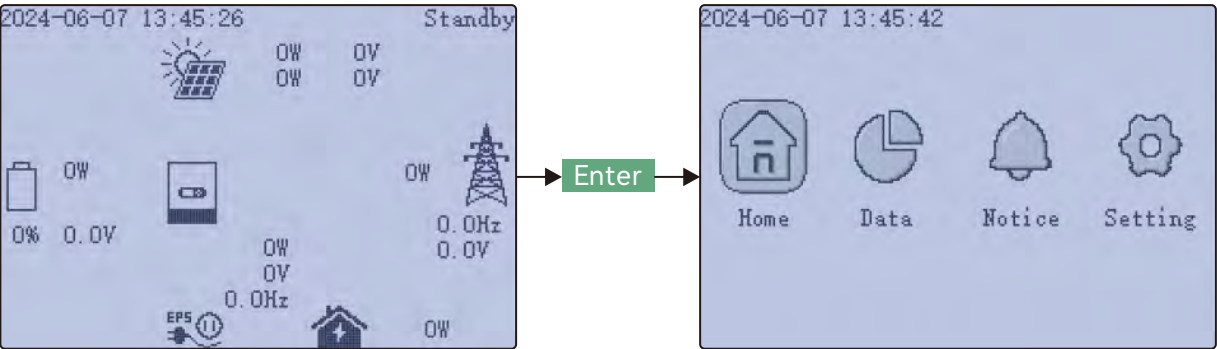 2024-06-07 13:45:26 Standby
0W 0V
0W 0V
0W
0W
0% 0.0V
0.0Hz
0.0V
0W
0V
0.0Hz
EPS
0W
Enter
2024-06-07 13:45:42
Home Data Notice Setting